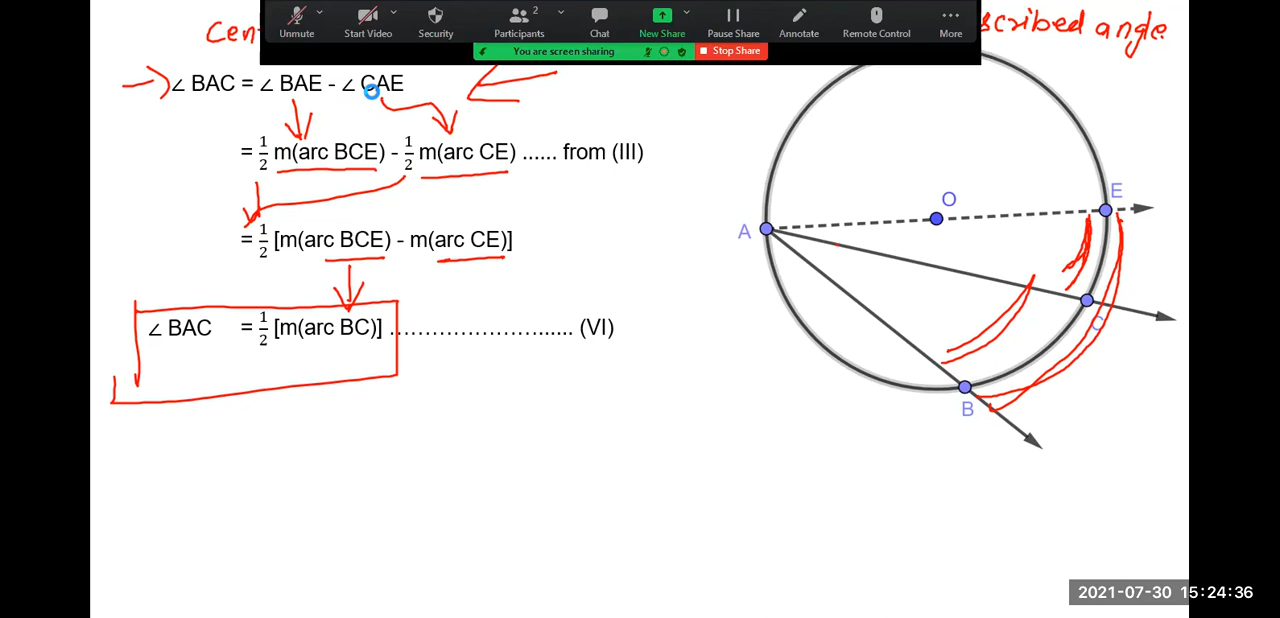 Cen
scribed angle
Unmute
Start Video
Security
Participants 2
Chat
New Share
Pause Share
Annotate
Remote Control
More
You are screen sharing
Stop Share
∠ BAC = ∠ BAE - ∠ CAE
= 1/2 m(arc BCE) - 1/2 m(arc CE) ...... from (III)
= 1/2 [m(arc BCE) - m(arc CE)]
∠ BAC = 1/2 [m(arc BC)] ........................... (VI)
O
E
A
C
B
2021-07-30 15:24:36